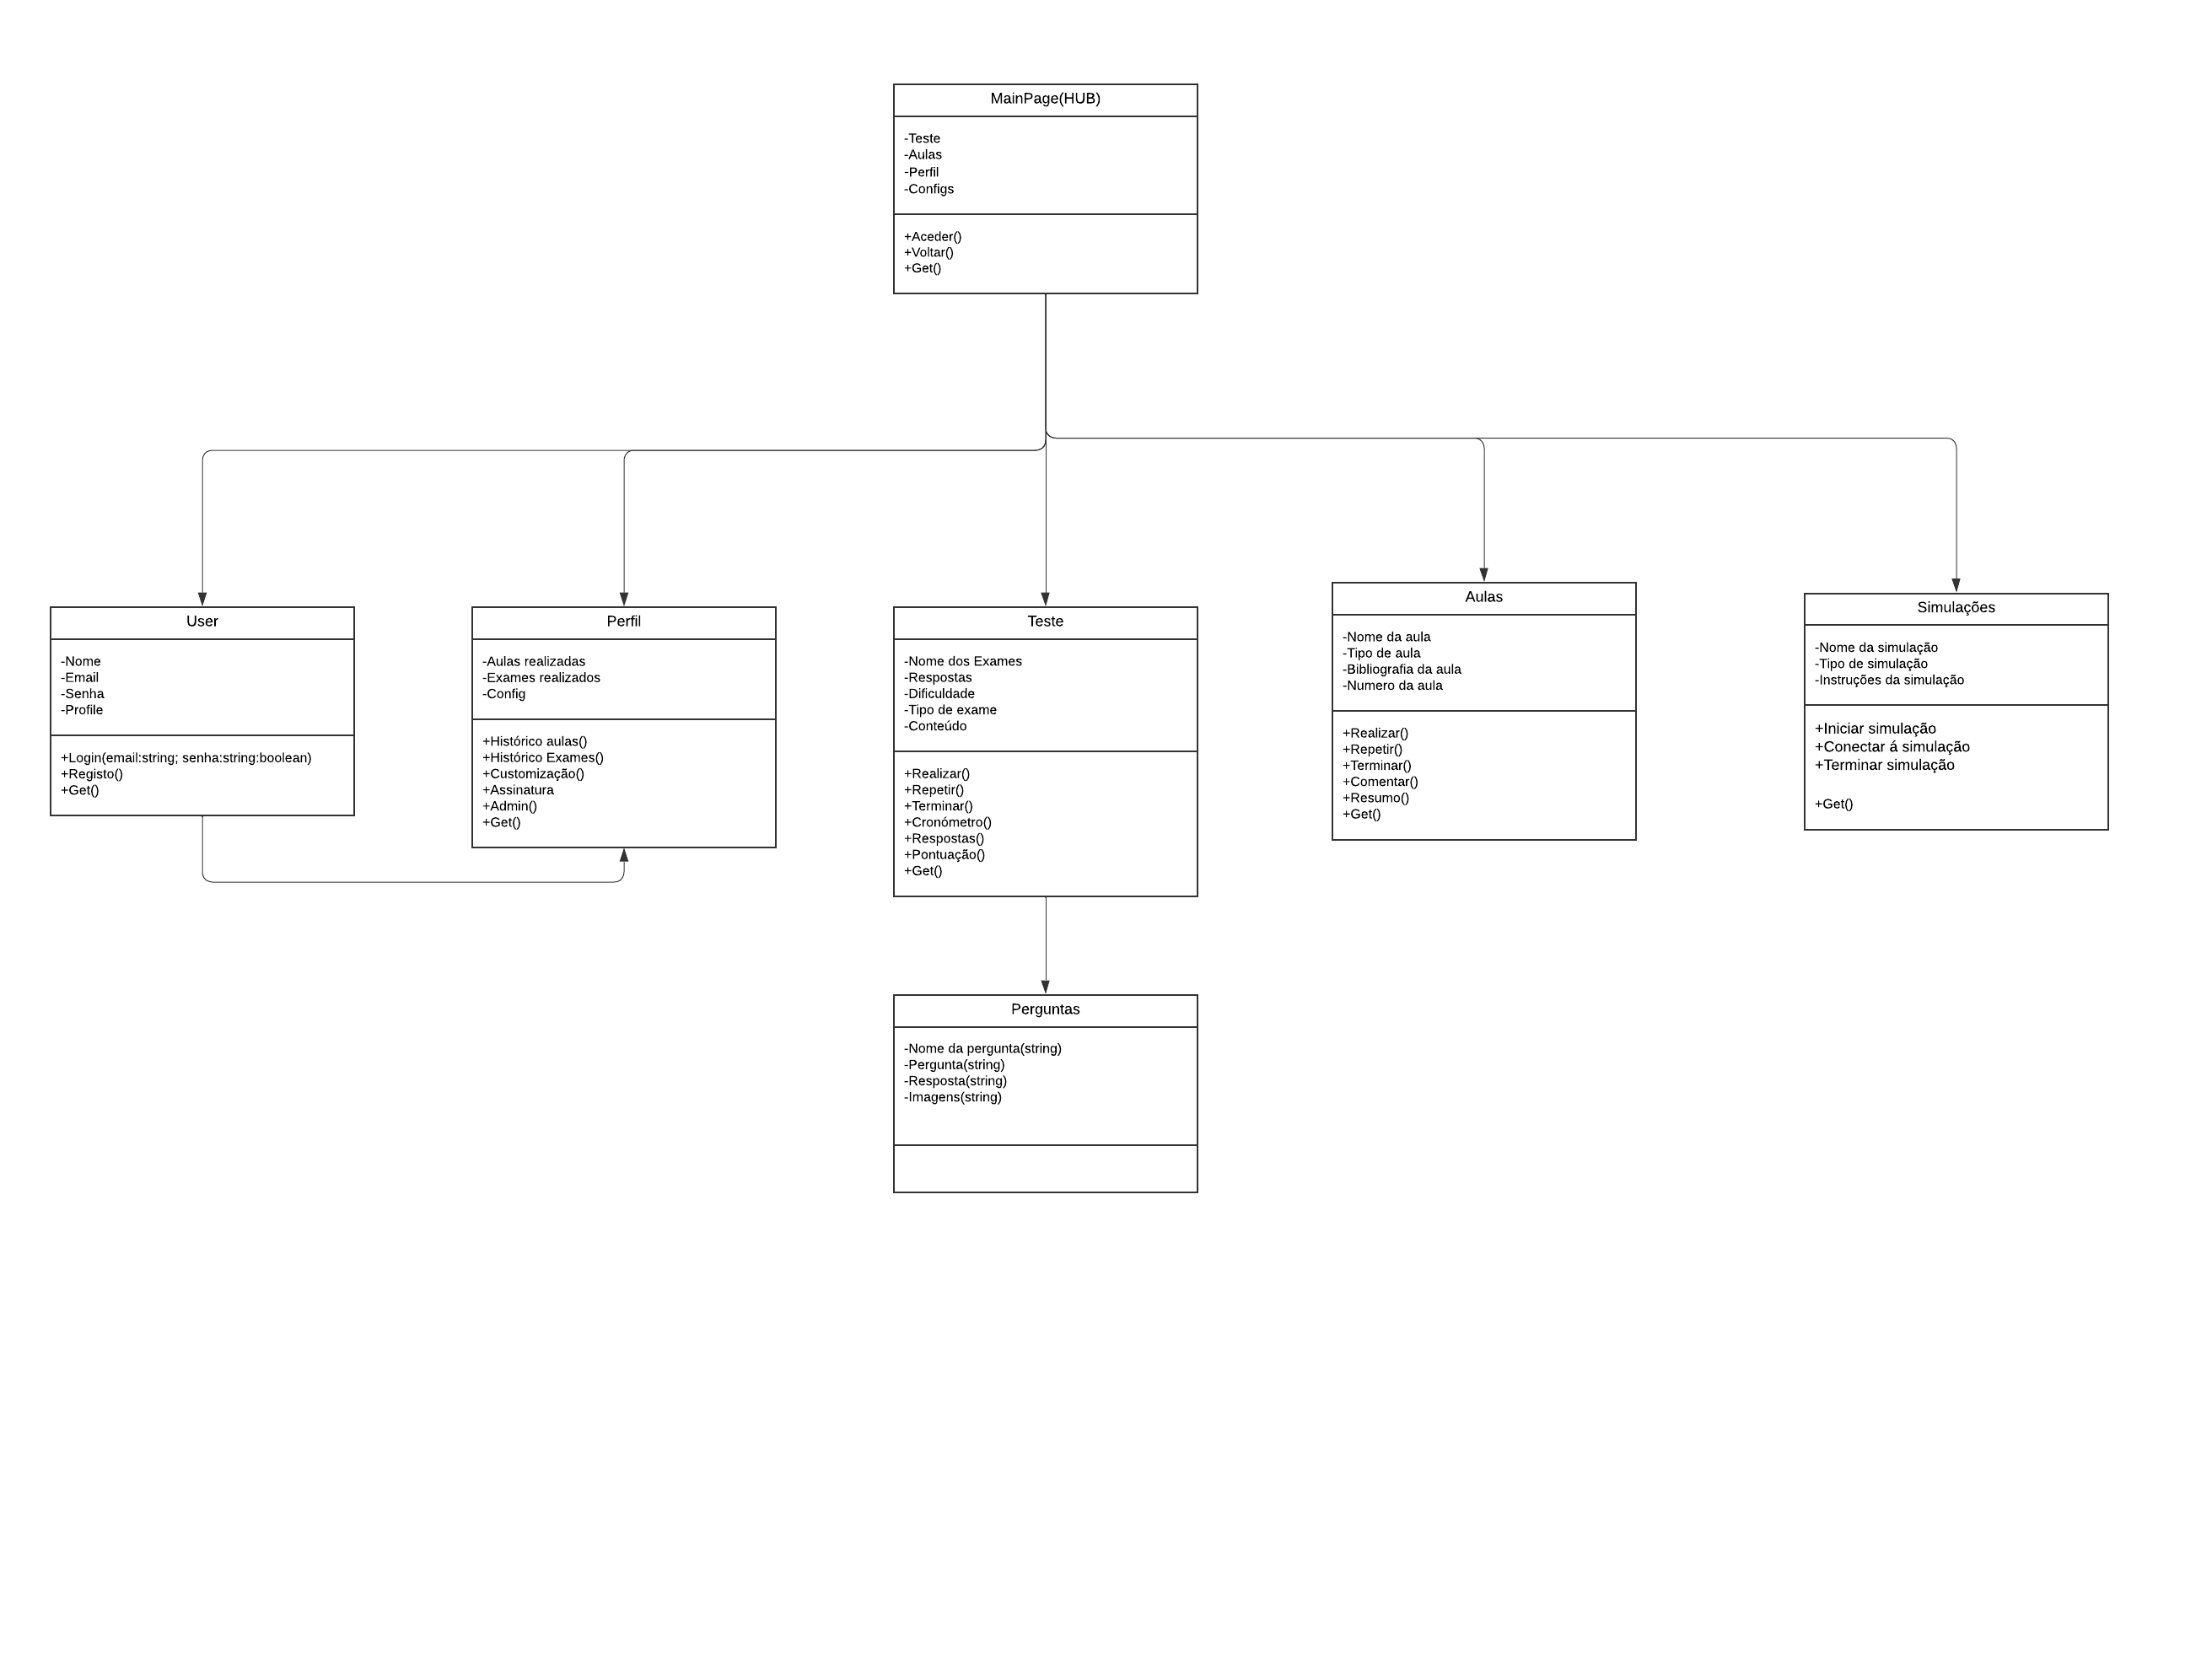 MainPage(HUB)
-Teste
-Aulas
-Perfil
-Configs
+Aceder()
+Voltar()
+Get()
User
-Nome
-Email
-Senha
-Profile
+Login(email:string; senha:string:boolean)
+Registo()
+Get()
Perfil
-Aulas realizadas
-Exames realizados
-Config
+Histórico aulas()
+Histórico Exames()
+Customização()
+Assinatura
+Admin()
+Get()
Teste
-Nome dos Exames
-Respostas
-Dificuldade
-Tipo de exame
-Conteúdo
+Realizar()
+Repetir()
+Terminar()
+Cronómetro()
+Respostas()
+Pontuação()
+Get()
Aulas
-Nome da aula
-Tipo de aula
-Bibliografia da aula
-Numero da aula
+Realizar()
+Repetir()
+Terminar()
+Comentar()
+Resumo()
+Get()
Simulações
-Nome da simulação
-Tipo de simulação
-Instruções da simulação
+Iniciar simulação
+Conectar á simulação
+Terminar simulação
+Get()
Perguntas
-Nome da pergunta(string)
-Pergunta(string)
-Resposta(string)
-Imagens(string)